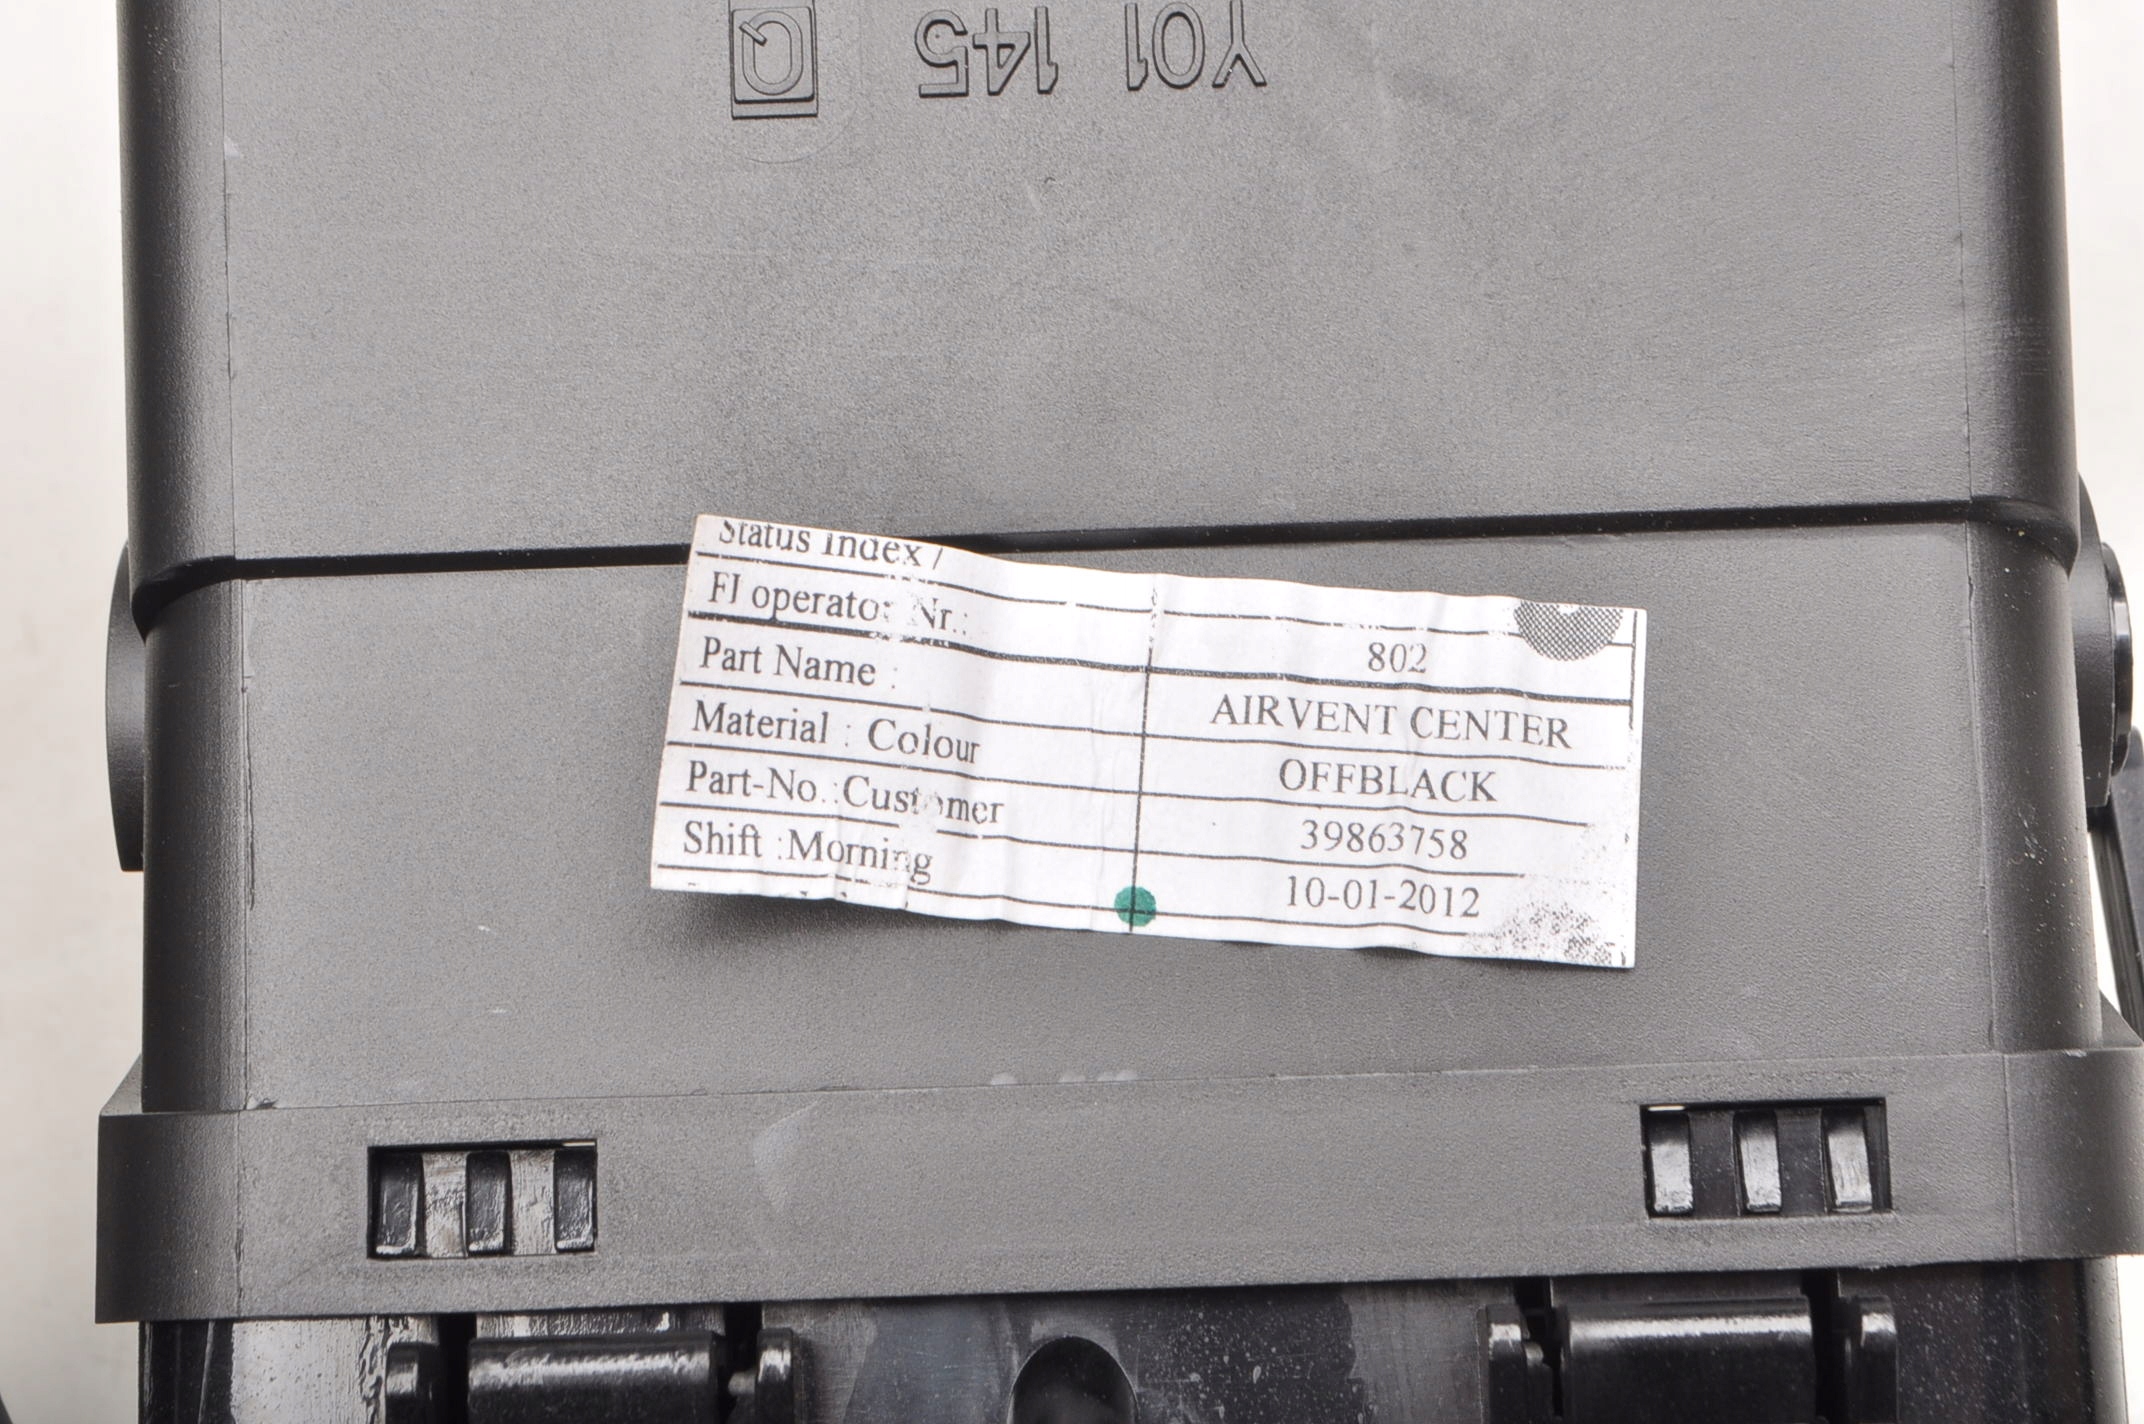 Y01 145
Status Index /
FI operator Nr.: 802
Part Name : AIRVENT CENTER
Material : Colour OFFBLACK
Part-No.:Customer 39863758
Shift :Morning 10-01-2012